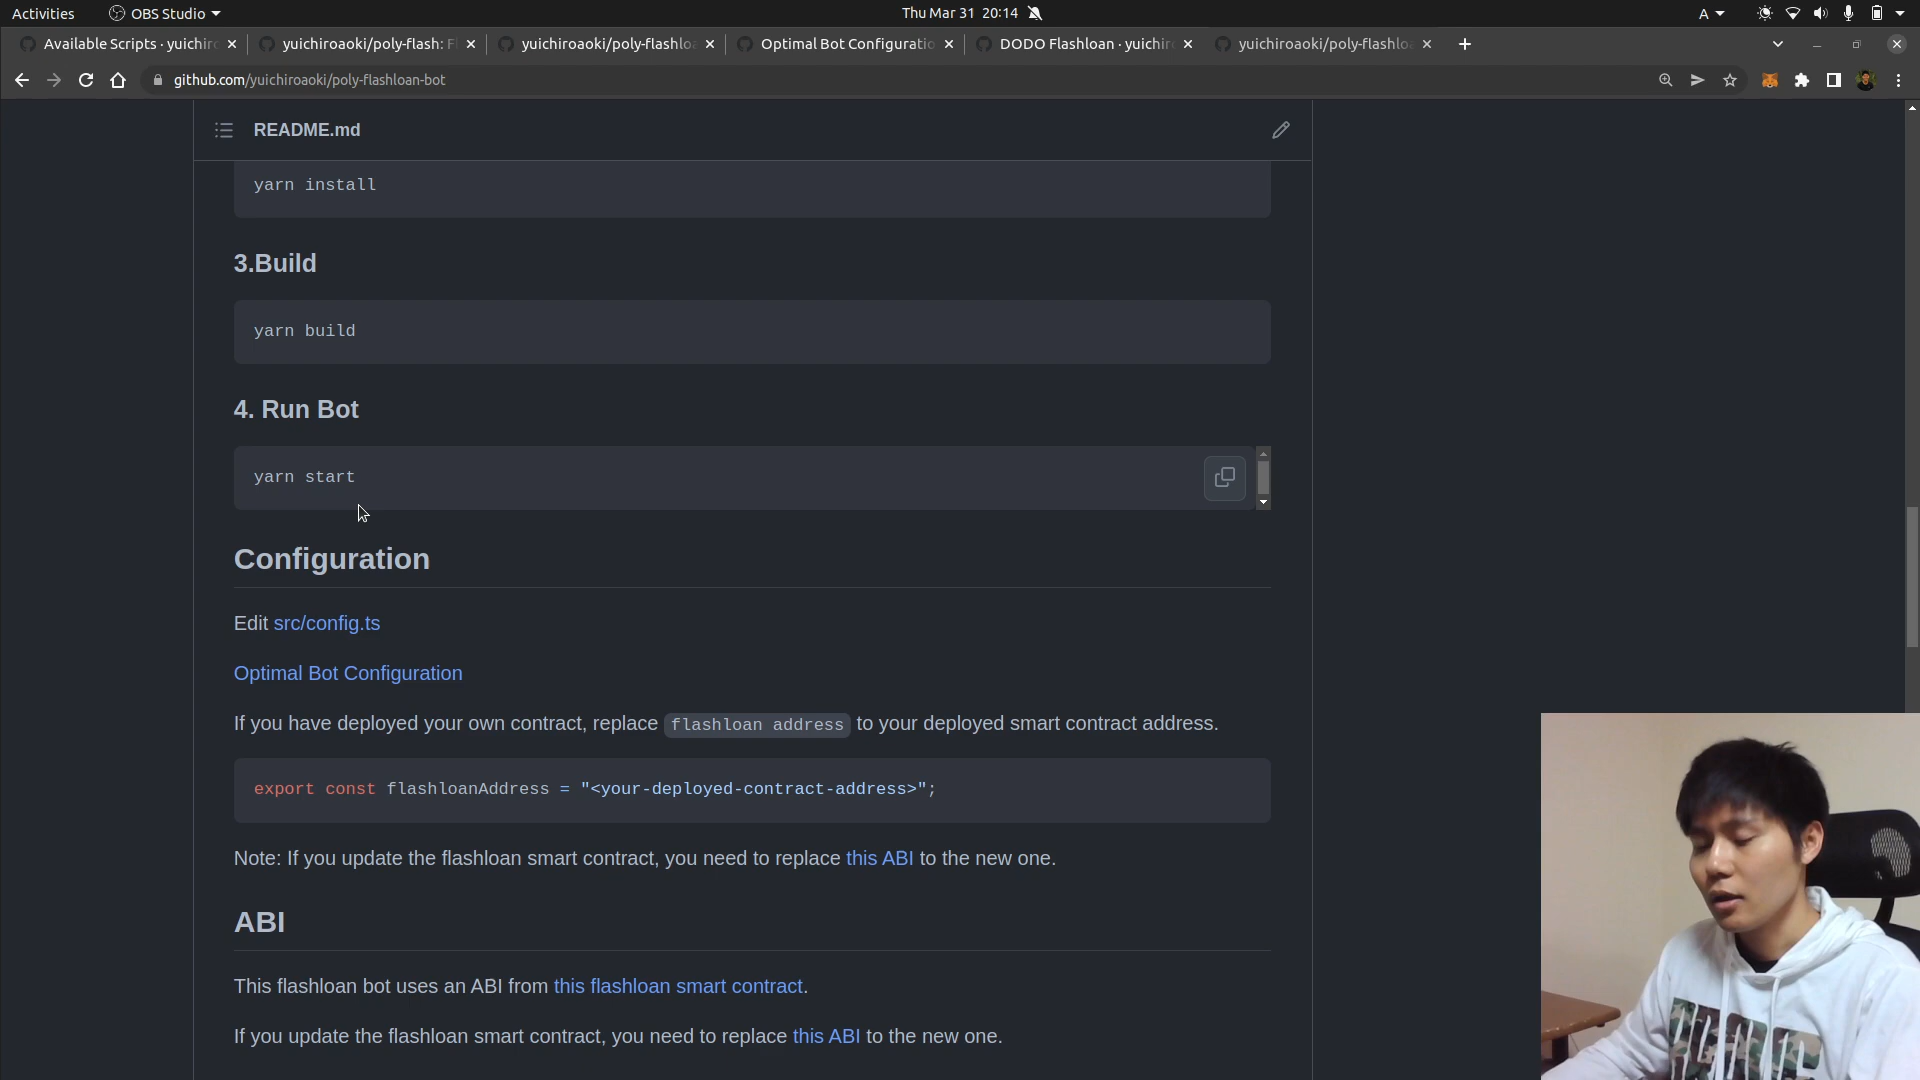 Activities
OBS Studio
Thu Mar 31 20:14
A
Available Scripts · yuichiro
yuichiroaoki/poly-flash: F
yuichiroaoki/poly-flashlo
Optimal Bot Configuratio
DODO Flashloan · yuichir
yuichiroaoki/poly-flashlo
github.com/yuichiroaoki/poly-flashloan-bot
README.md
yarn install
3.Build
yarn build
4. Run Bot
yarn start
Configuration
Edit src/config.ts
Optimal Bot Configuration
If you have deployed your own contract, replace flashloan address to your deployed smart contract address.
export const flashloanAddress = "<your-deployed-contract-address>";
Note: If you update the flashloan smart contract, you need to replace this ABI to the new one.
ABI
This flashloan bot uses an ABI from this flashloan smart contract.
If you update the flashloan smart contract, you need to replace this ABI to the new one.